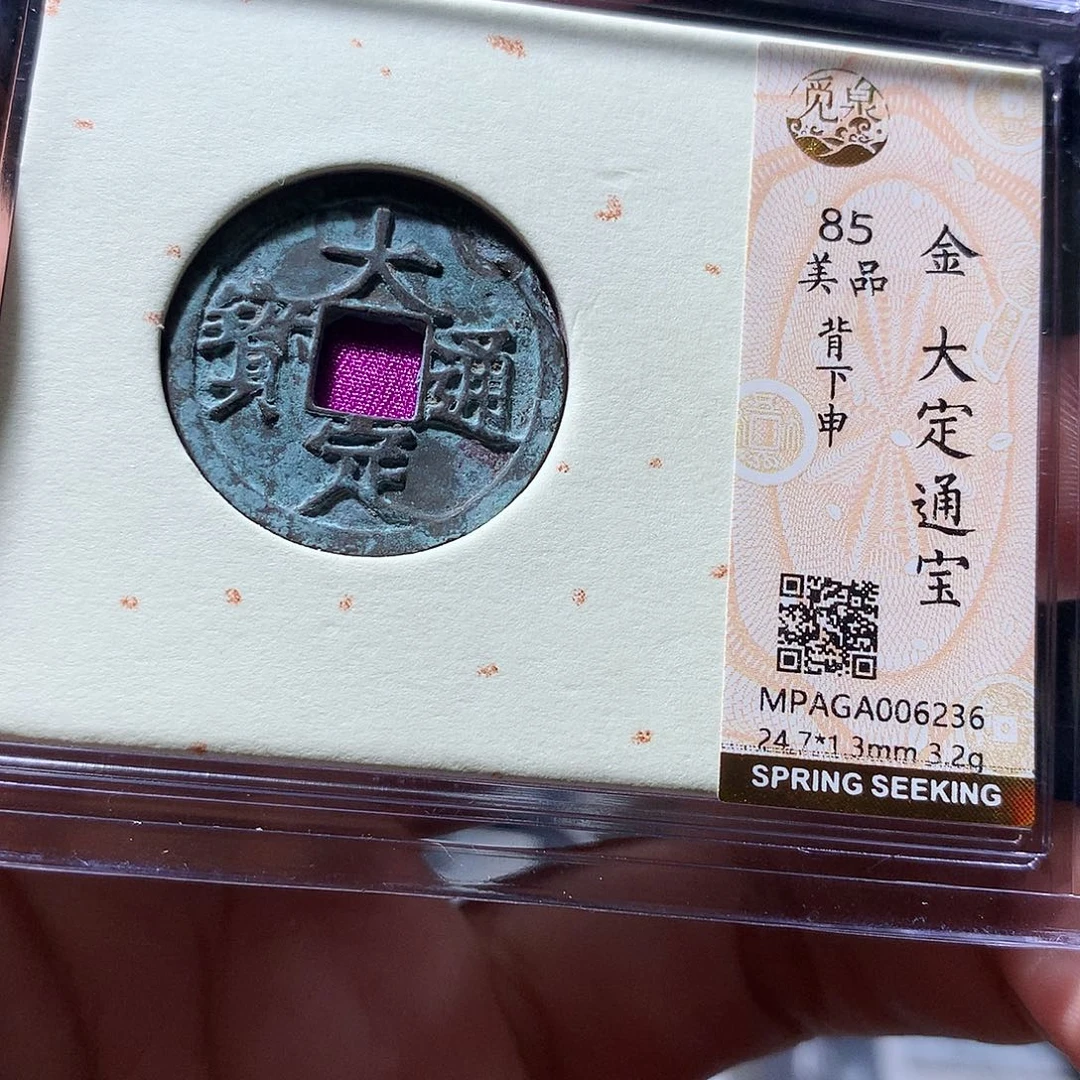 大定通寶
觅泉
金 大定通宝
85
美品
背下申
MPAGA006236
24.7*1.3mm 3.2g
SPRING SEEKING